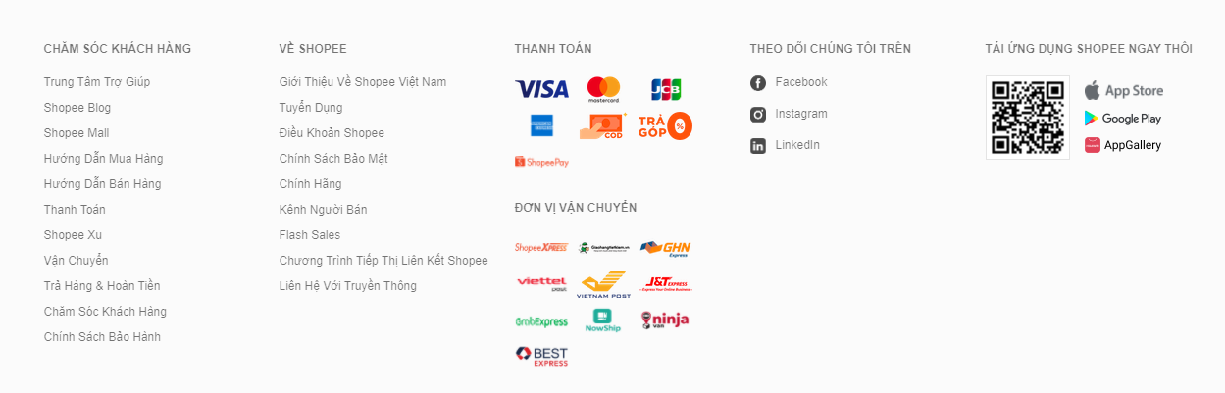 CHĂM SÓC KHÁCH HÀNG
Trung Tâm Trợ Giúp
Shopee Blog
Shopee Mall
Hướng Dẫn Mua Hàng
Hướng Dẫn Bán Hàng
Thanh Toán
Shopee Xu
Vận Chuyển
Trả Hàng & Hoàn Tiền
Chăm Sóc Khách Hàng
Chính Sách Bảo Hành
VỀ SHOPEE
Giới Thiệu Về Shopee Việt Nam
Tuyển Dụng
Điều Khoản Shopee
Chính Sách Bảo Mật
Chính Hãng
Kênh Người Bán
Flash Sales
Chương Trình Tiếp Thị Liên Kết Shopee
Liên Hệ Với Truyền Thông
THANH TOÁN
VISA
mastercard
JCB
COD
TRẢ GÓP 0%
ShopeePay
ĐƠN VỊ VẬN CHUYỂN
Shopee XPRESS
Giaohangtietkiem.vn
GHN Express
viettel post
VIETNAM POST
J&T EXPRESS
Express Your Online Business
GrabExpress
NowShip
ninja van
BEST EXPRESS
THEO DÕI CHÚNG TÔI TRÊN
Facebook
Instagram
LinkedIn
TẢI ỨNG DỤNG SHOPEE NGAY THÔI
App Store
Google Play
AppGallery